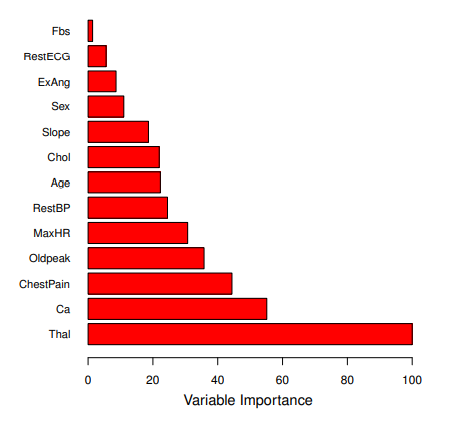 Fbs
RestECG
ExAng
Sex
Slope
Chol
Age
RestBP
MaxHR
Oldpeak
ChestPain
Ca
Thal
0 20 40 60 80 100
Variable Importance